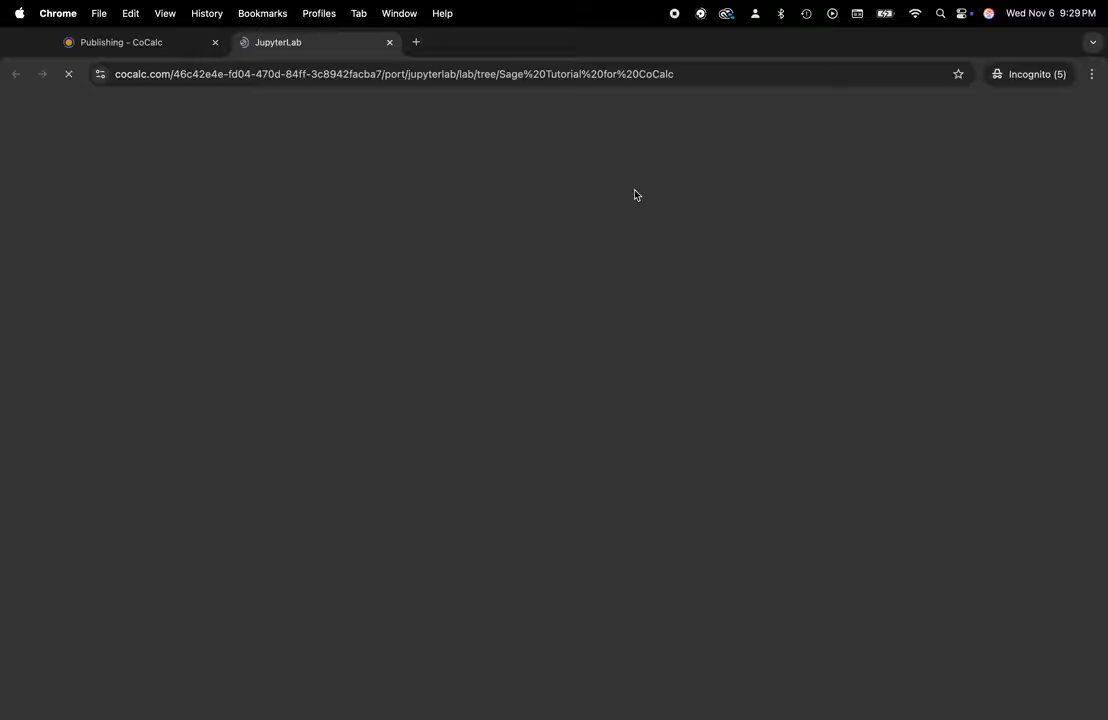 Chrome File Edit View History Bookmarks Profiles Tab Window Help Wed Nov 6 9:29 PM
Publishing – CoCalc JupyterLab
cocalc.com/46c42e4e-fd04-470d-84ff-3c8942facba7/port/jupyterlab/lab/tree/Sage%20Tutorial%20for%20CoCalc Incognito (5)